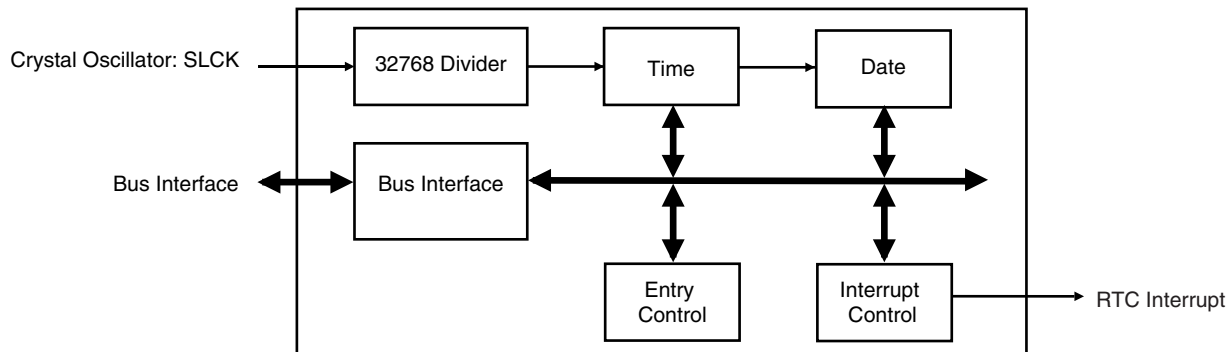 Crystal Oscillator: SLCK
32768 Divider
Time
Date
Bus Interface
Bus Interface
Entry
Control
Interrupt
Control
RTC Interrupt